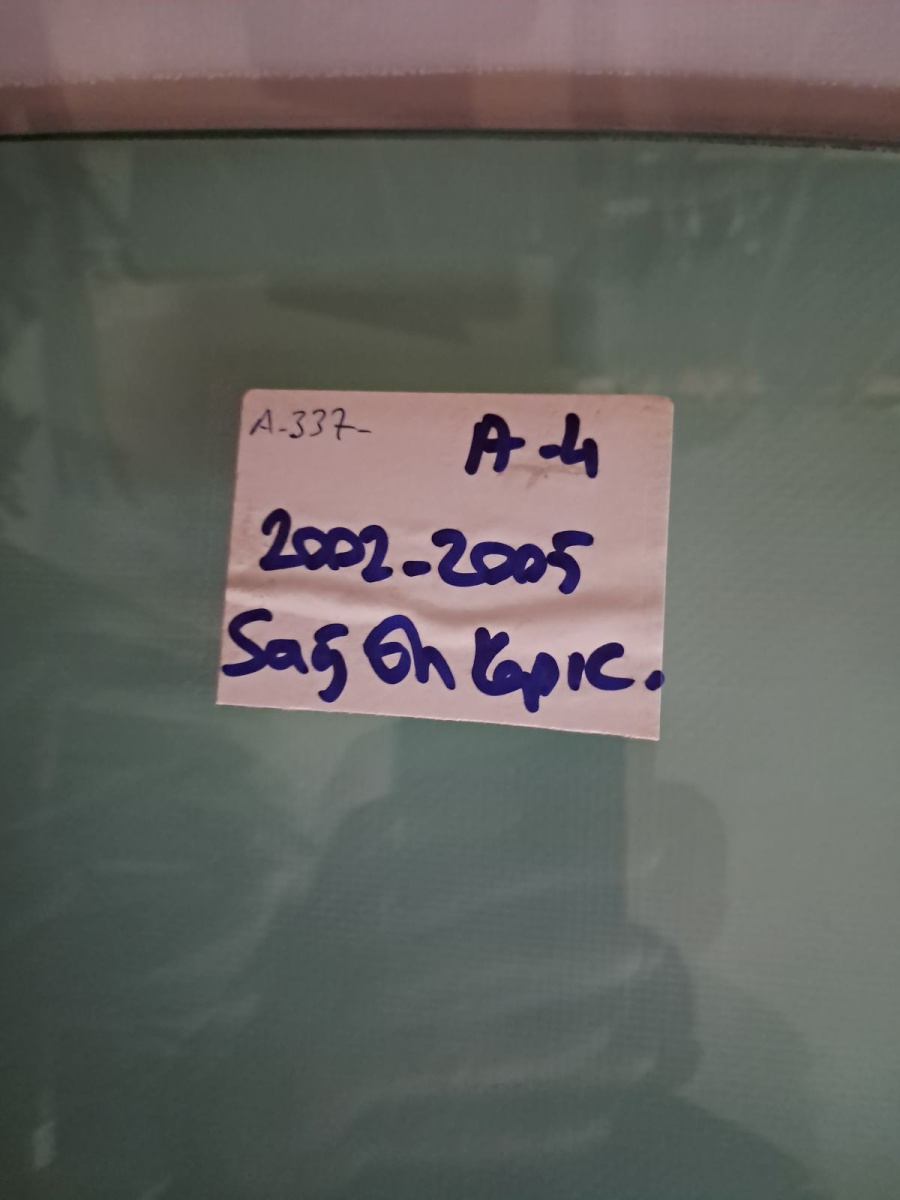 A-337-
A-4
2002-2005
Sağ Ön Kapı C.